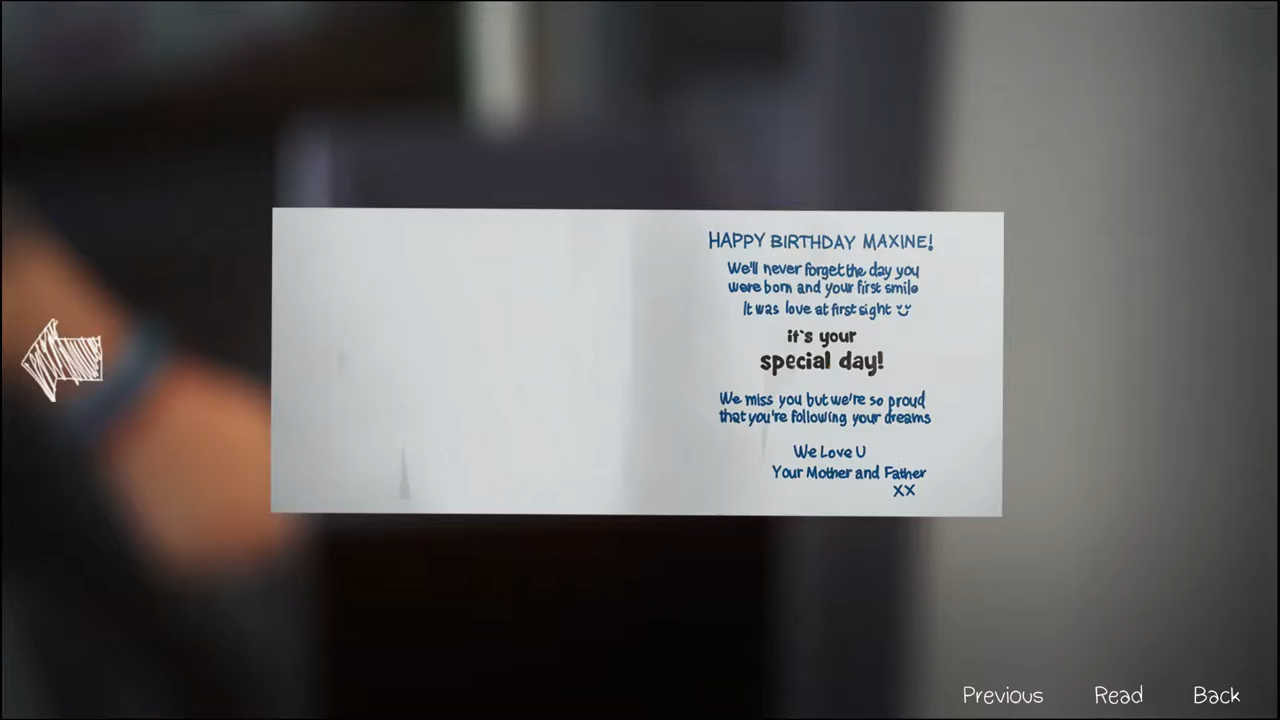 HAPPY BIRTHDAY MAXINE!
We'll never forget the day you
were born and your first smile
It was love at first sight
it's your
special day!
We miss you but we're so proud
that you're following your dreams
We Love U
Your Mother and Father
XX
Previous Read Back